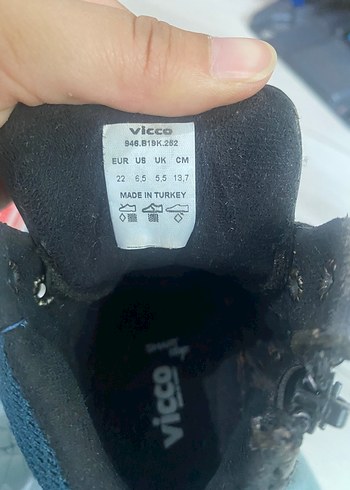 vicco
946.B19K.262
EUR US UK CM
22 6,5 5,5 13,7
MADE IN TURKEY
vicco